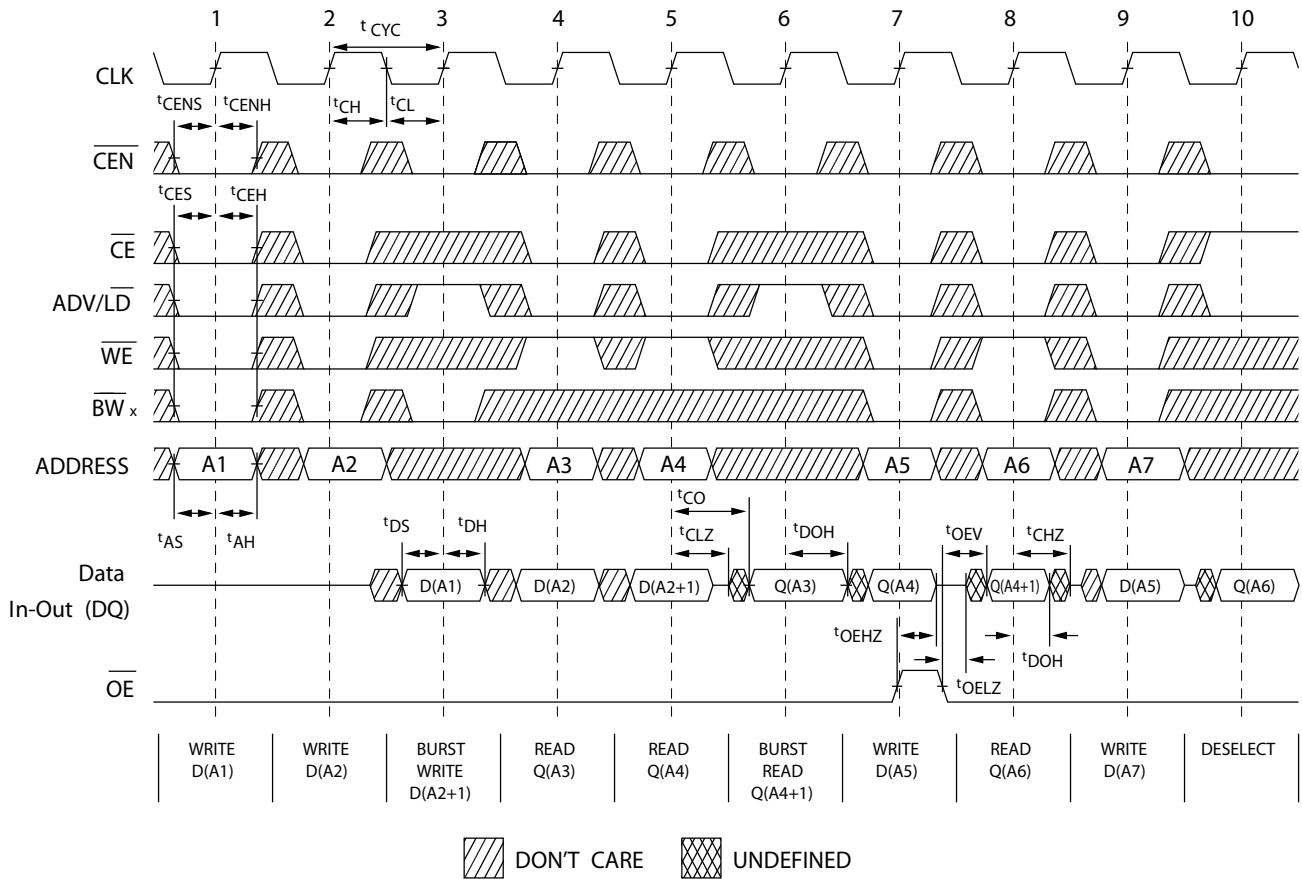 1 2 3 4 5 6 7 8 9 10
t CYC
CLK
tCENS tCENH tCH tCL
CEN
tCES tCEH
CE
ADV/LD
WE
BW x
ADDRESS A1 A2 A3 A4 A5 A6 A7
tCO
tDS tDH tCLZ tDOH tOEV tCHZ
tAS tAH
Data
In-Out (DQ)
D(A1) D(A2) D(A2+1) Q(A3) Q(A4) Q(A4+1) D(A5) Q(A6)
tOEHZ tDOH
tOELZ
OE
WRITE
D(A1)
WRITE
D(A2)
BURST
WRITE
D(A2+1)
READ
Q(A3)
READ
Q(A4)
BURST
READ
Q(A4+1)
WRITE
D(A5)
READ
Q(A6)
WRITE
D(A7)
DESELECT
DON'T CARE
UNDEFINED